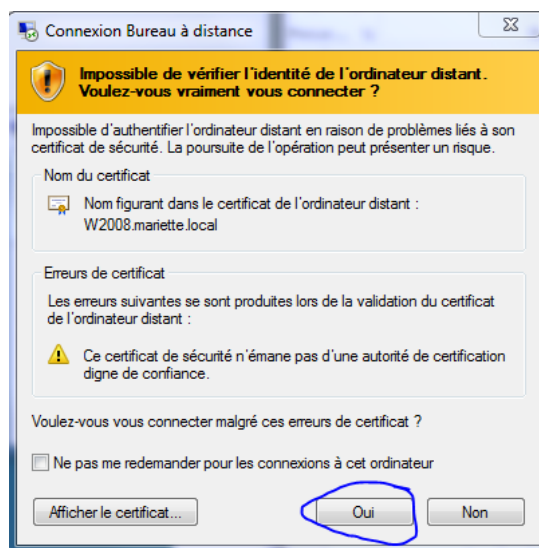 Connexion Bureau à distance
Impossible de vérifier l'identité de l'ordinateur distant.
Voulez-vous vraiment vous connecter ?
Impossible d'authentifier l'ordinateur distant en raison de problèmes liés à son
certificat de sécurité. La poursuite de l'opération peut présenter un risque.
Nom du certificat
Nom figurant dans le certificat de l'ordinateur distant :
W2008.mariette.local
Erreurs de certificat
Les erreurs suivantes se sont produites lors de la validation du certificat
de l'ordinateur distant :
Ce certificat de sécurité n'émane pas d'une autorité de certification
digne de confiance.
Voulez-vous vous connecter malgré ces erreurs de certificat ?
Ne pas me redemander pour les connexions à cet ordinateur
Afficher le certificat...
Oui
Non